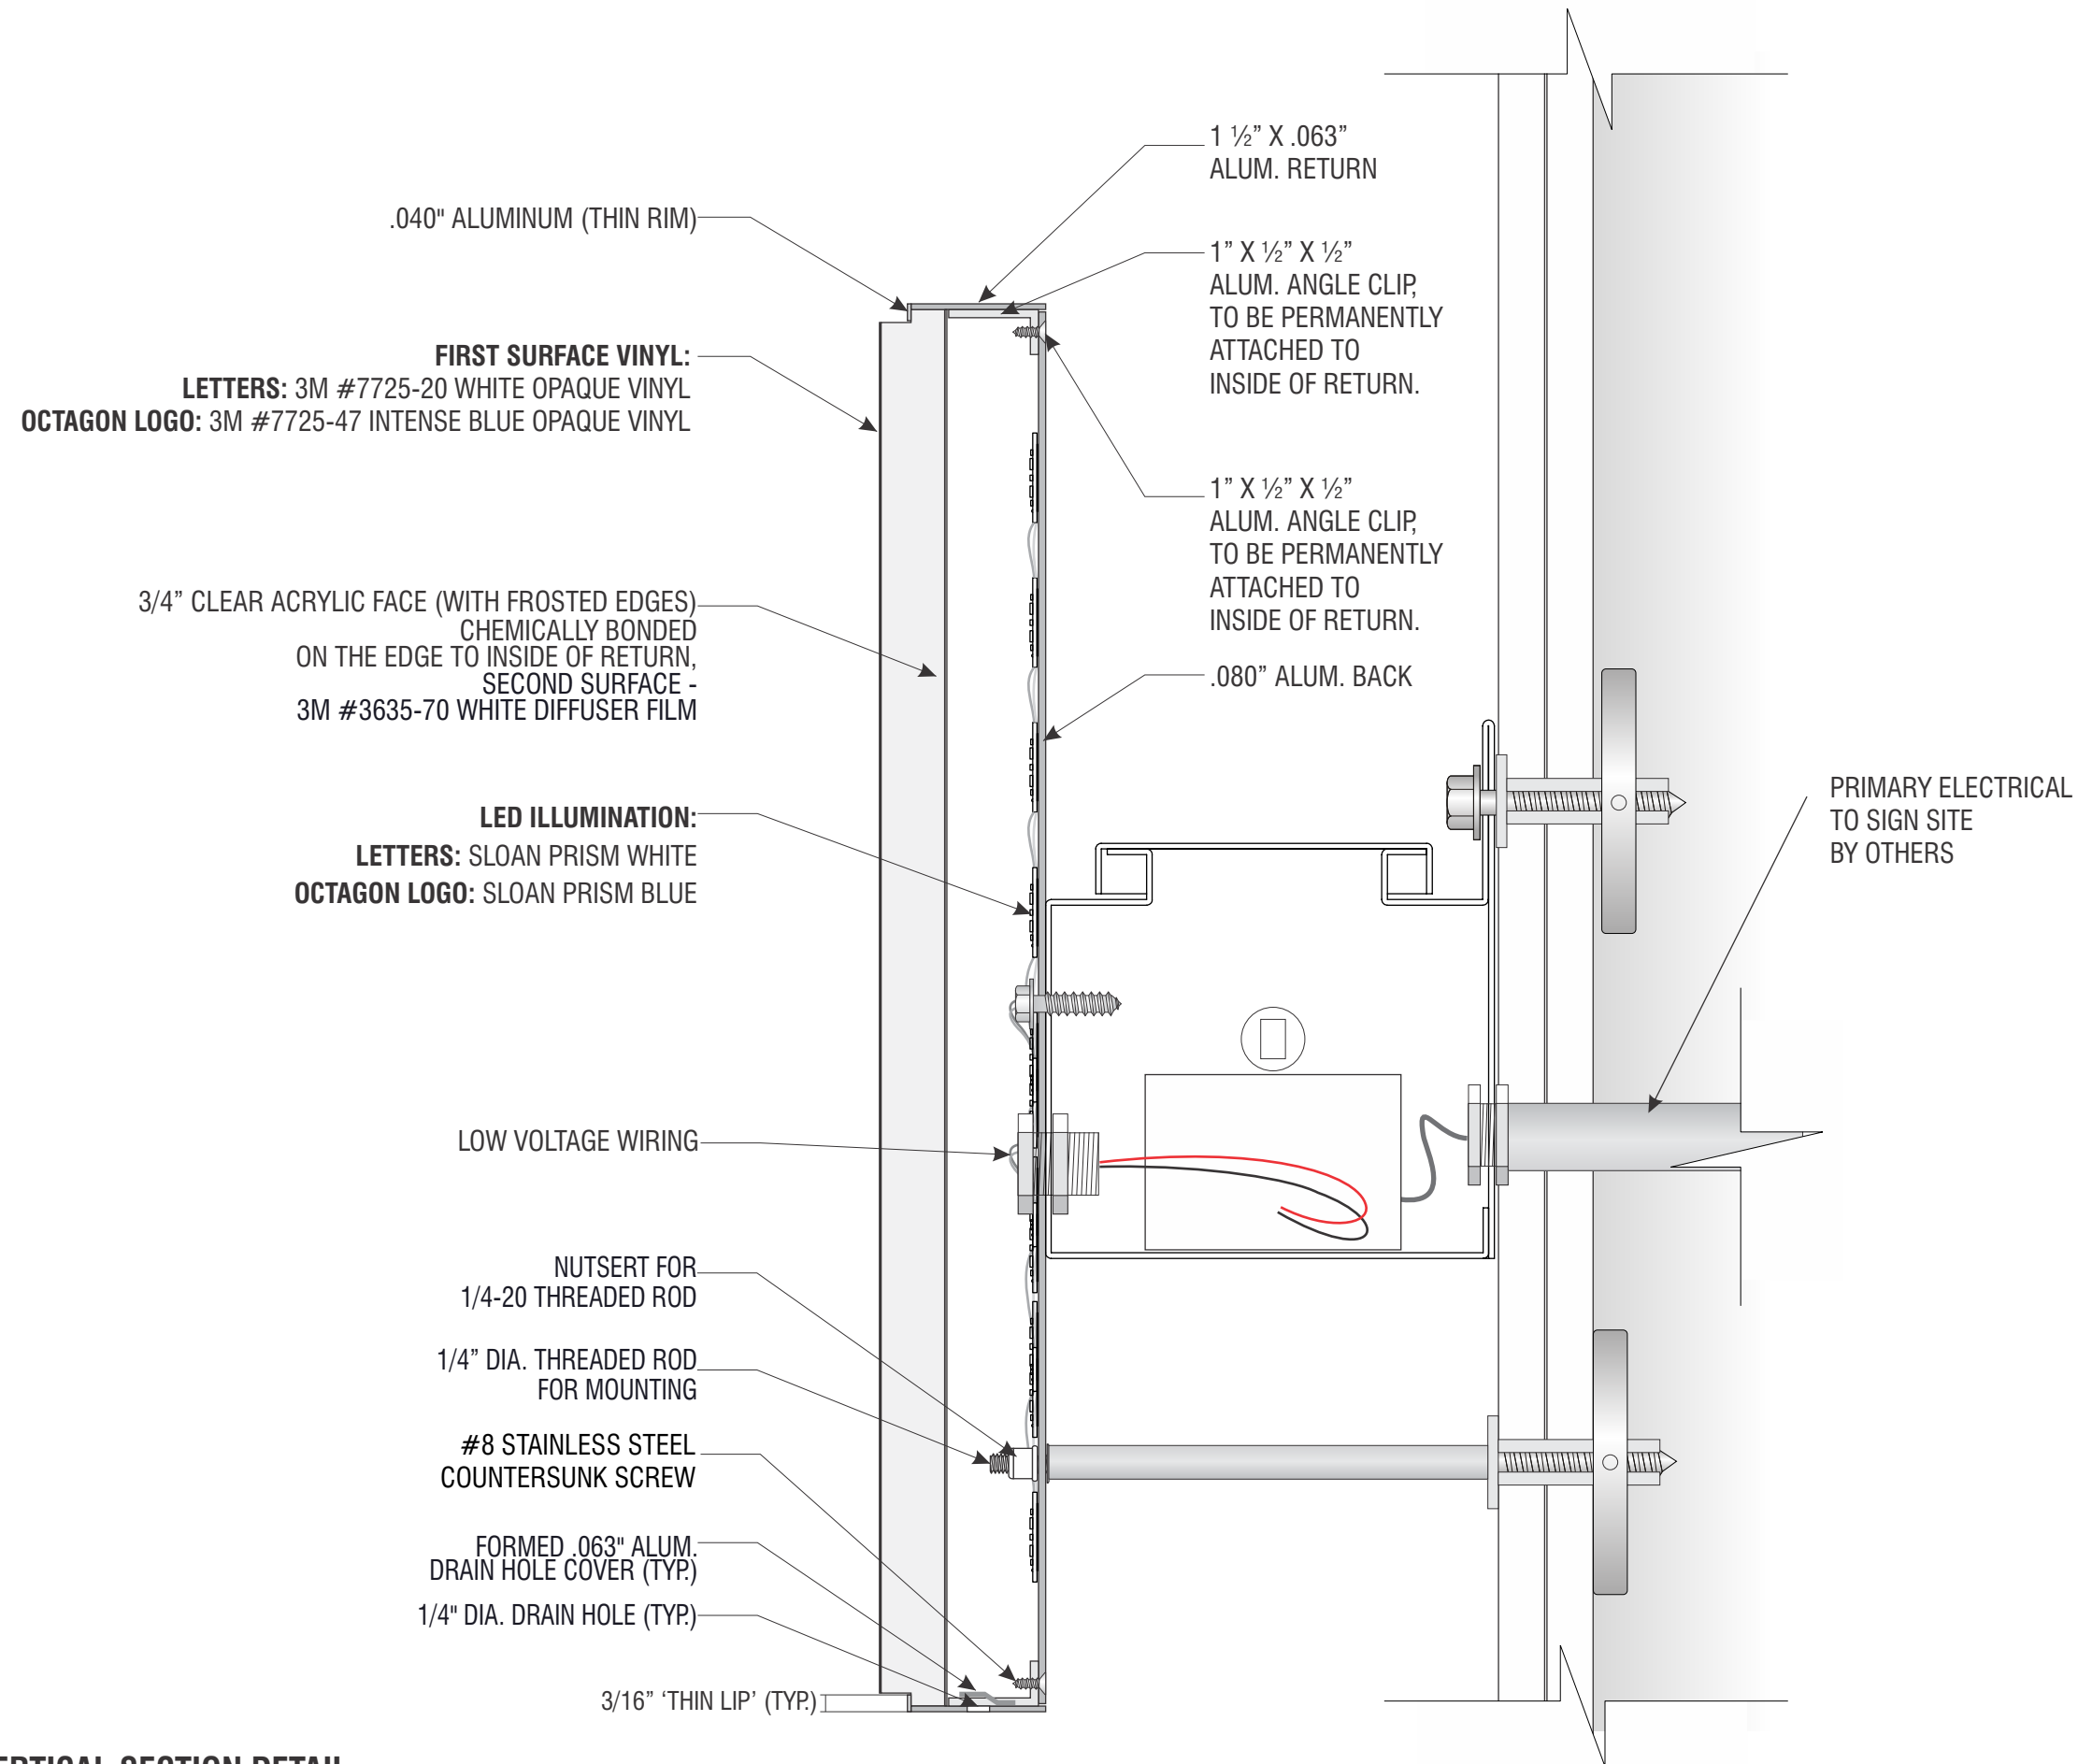 1 ½” X .063”
ALUM. RETURN
.040" ALUMINUM (THIN RIM)
1” X ½” X ½”
ALUM. ANGLE CLIP,
TO BE PERMANENTLY
ATTACHED TO
INSIDE OF RETURN.
FIRST SURFACE VINYL:
LETTERS: 3M #7725-20 WHITE OPAQUE VINYL
OCTAGON LOGO: 3M #7725-47 INTENSE BLUE OPAQUE VINYL
1” X ½” X ½”
ALUM. ANGLE CLIP,
TO BE PERMANENTLY
ATTACHED TO
INSIDE OF RETURN.
3/4” CLEAR ACRYLIC FACE (WITH FROSTED EDGES)
CHEMICALLY BONDED
ON THE EDGE TO INSIDE OF RETURN,
SECOND SURFACE -
3M #3635-70 WHITE DIFFUSER FILM
.080” ALUM. BACK
PRIMARY ELECTRICAL
TO SIGN SITE
BY OTHERS
LED ILLUMINATION:
LETTERS: SLOAN PRISM WHITE
OCTAGON LOGO: SLOAN PRISM BLUE
LOW VOLTAGE WIRING
NUTSERT FOR
1/4-20 THREADED ROD
1/4” DIA. THREADED ROD
FOR MOUNTING
#8 STAINLESS STEEL
COUNTERSUNK SCREW
FORMED .063" ALUM.
DRAIN HOLE COVER (TYP.)
1/4" DIA. DRAIN HOLE (TYP.)
3/16” ‘THIN LIP’ (TYP.)
SECTION DETAIL